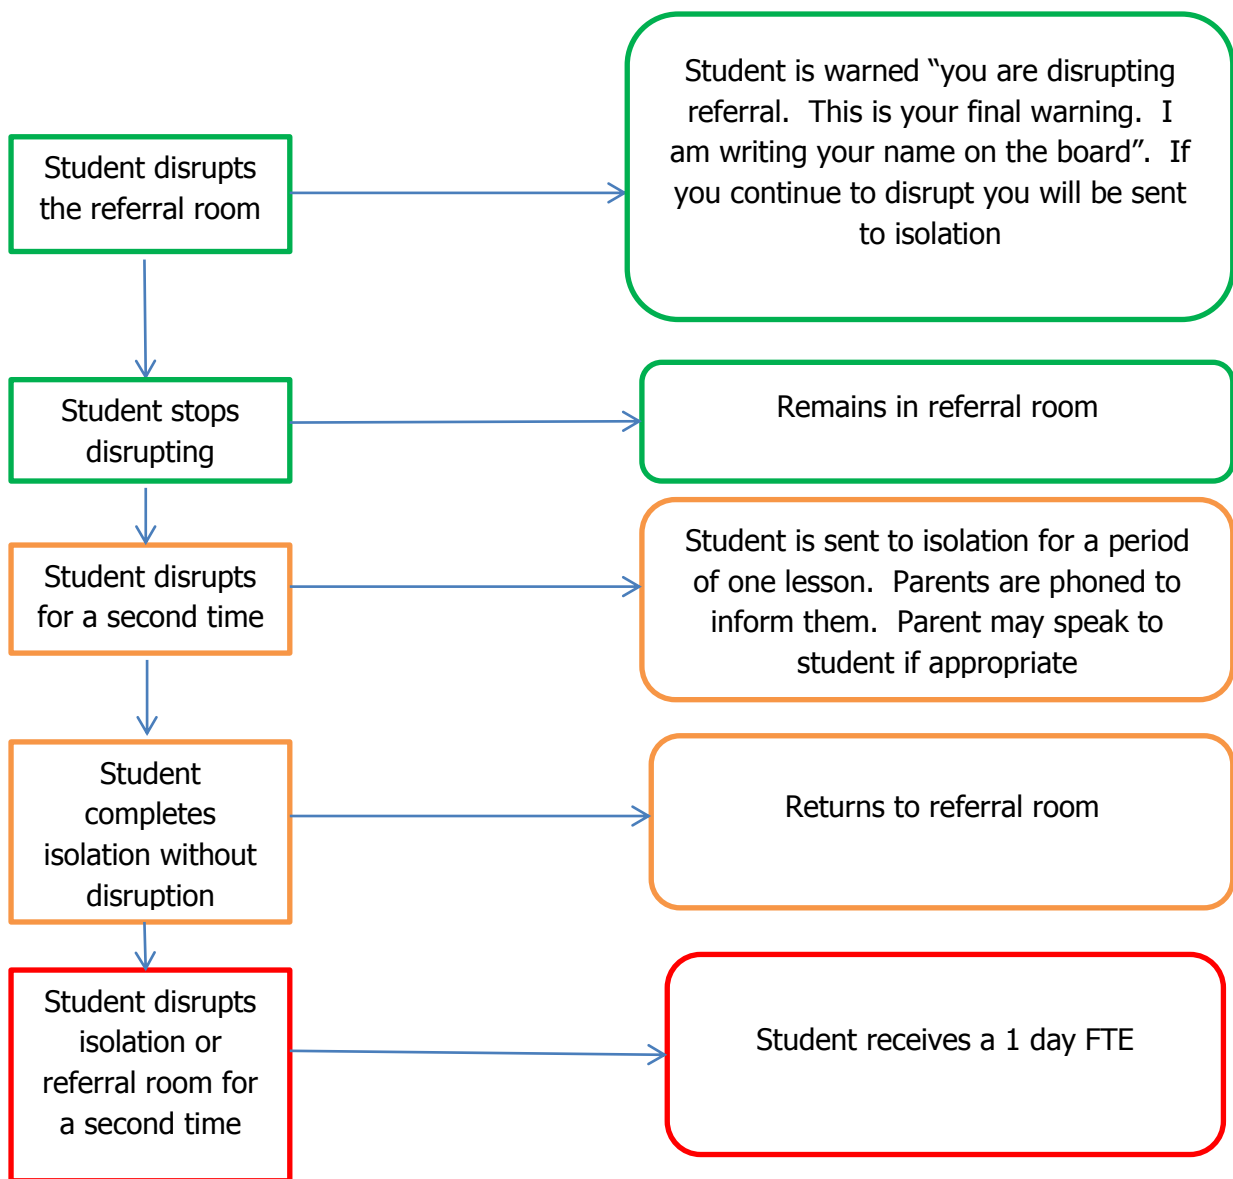 Student disrupts
the referral room
Student is warned “you are disrupting
referral.  This is your final warning.  I
am writing your name on the board”.  If
you continue to disrupt you will be sent
to isolation
Student stops
disrupting
Remains in referral room
Student disrupts
for a second time
Student is sent to isolation for a period
of one lesson.  Parents are phoned to
inform them.  Parent may speak to
student if appropriate
Student
completes
isolation without
disruption
Returns to referral room
Student disrupts
isolation or
referral room for
a second time
Student receives a 1 day FTE